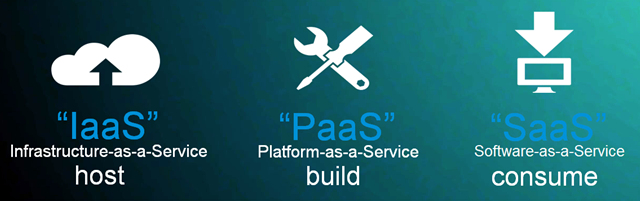 “IaaS” “PaaS” “SaaS”
Infrastructure-as-a-Service Platform-as-a-Service Software-as-a-Service
host build consume